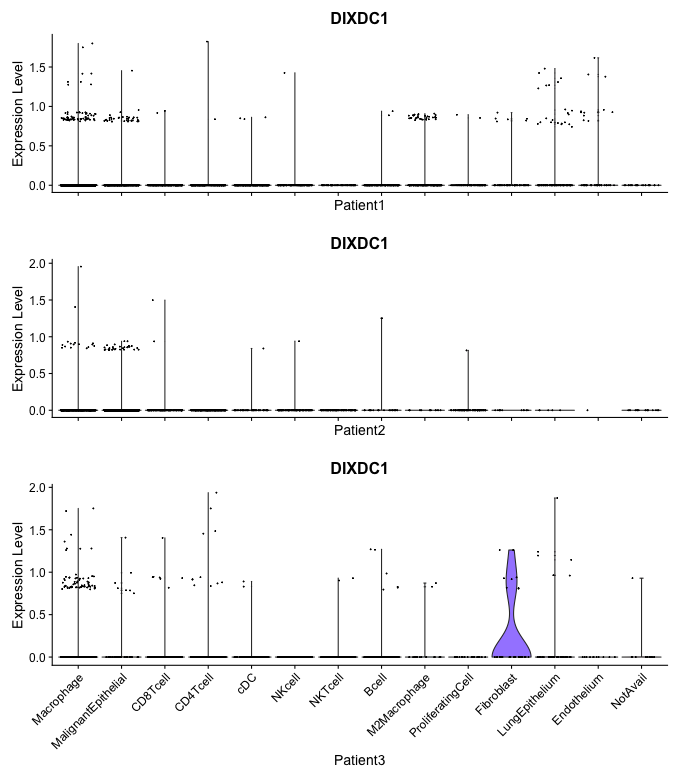 DIXDC1
Expression Level
1.5
1.0
0.5
0.0
Patient1
DIXDC1
Expression Level
2.0
1.5
1.0
0.5
0.0
Patient2
DIXDC1
Expression Level
2.0
1.5
1.0
0.5
0.0
Macrophage
MalignantEpithelial
CD8Tcell
CD4Tcell
cDC
NKcell
NKTcell
Bcell
M2Macrophage
ProliferatingCell
Fibroblast
LungEpithelium
Endothelium
NotAvail
Patient3